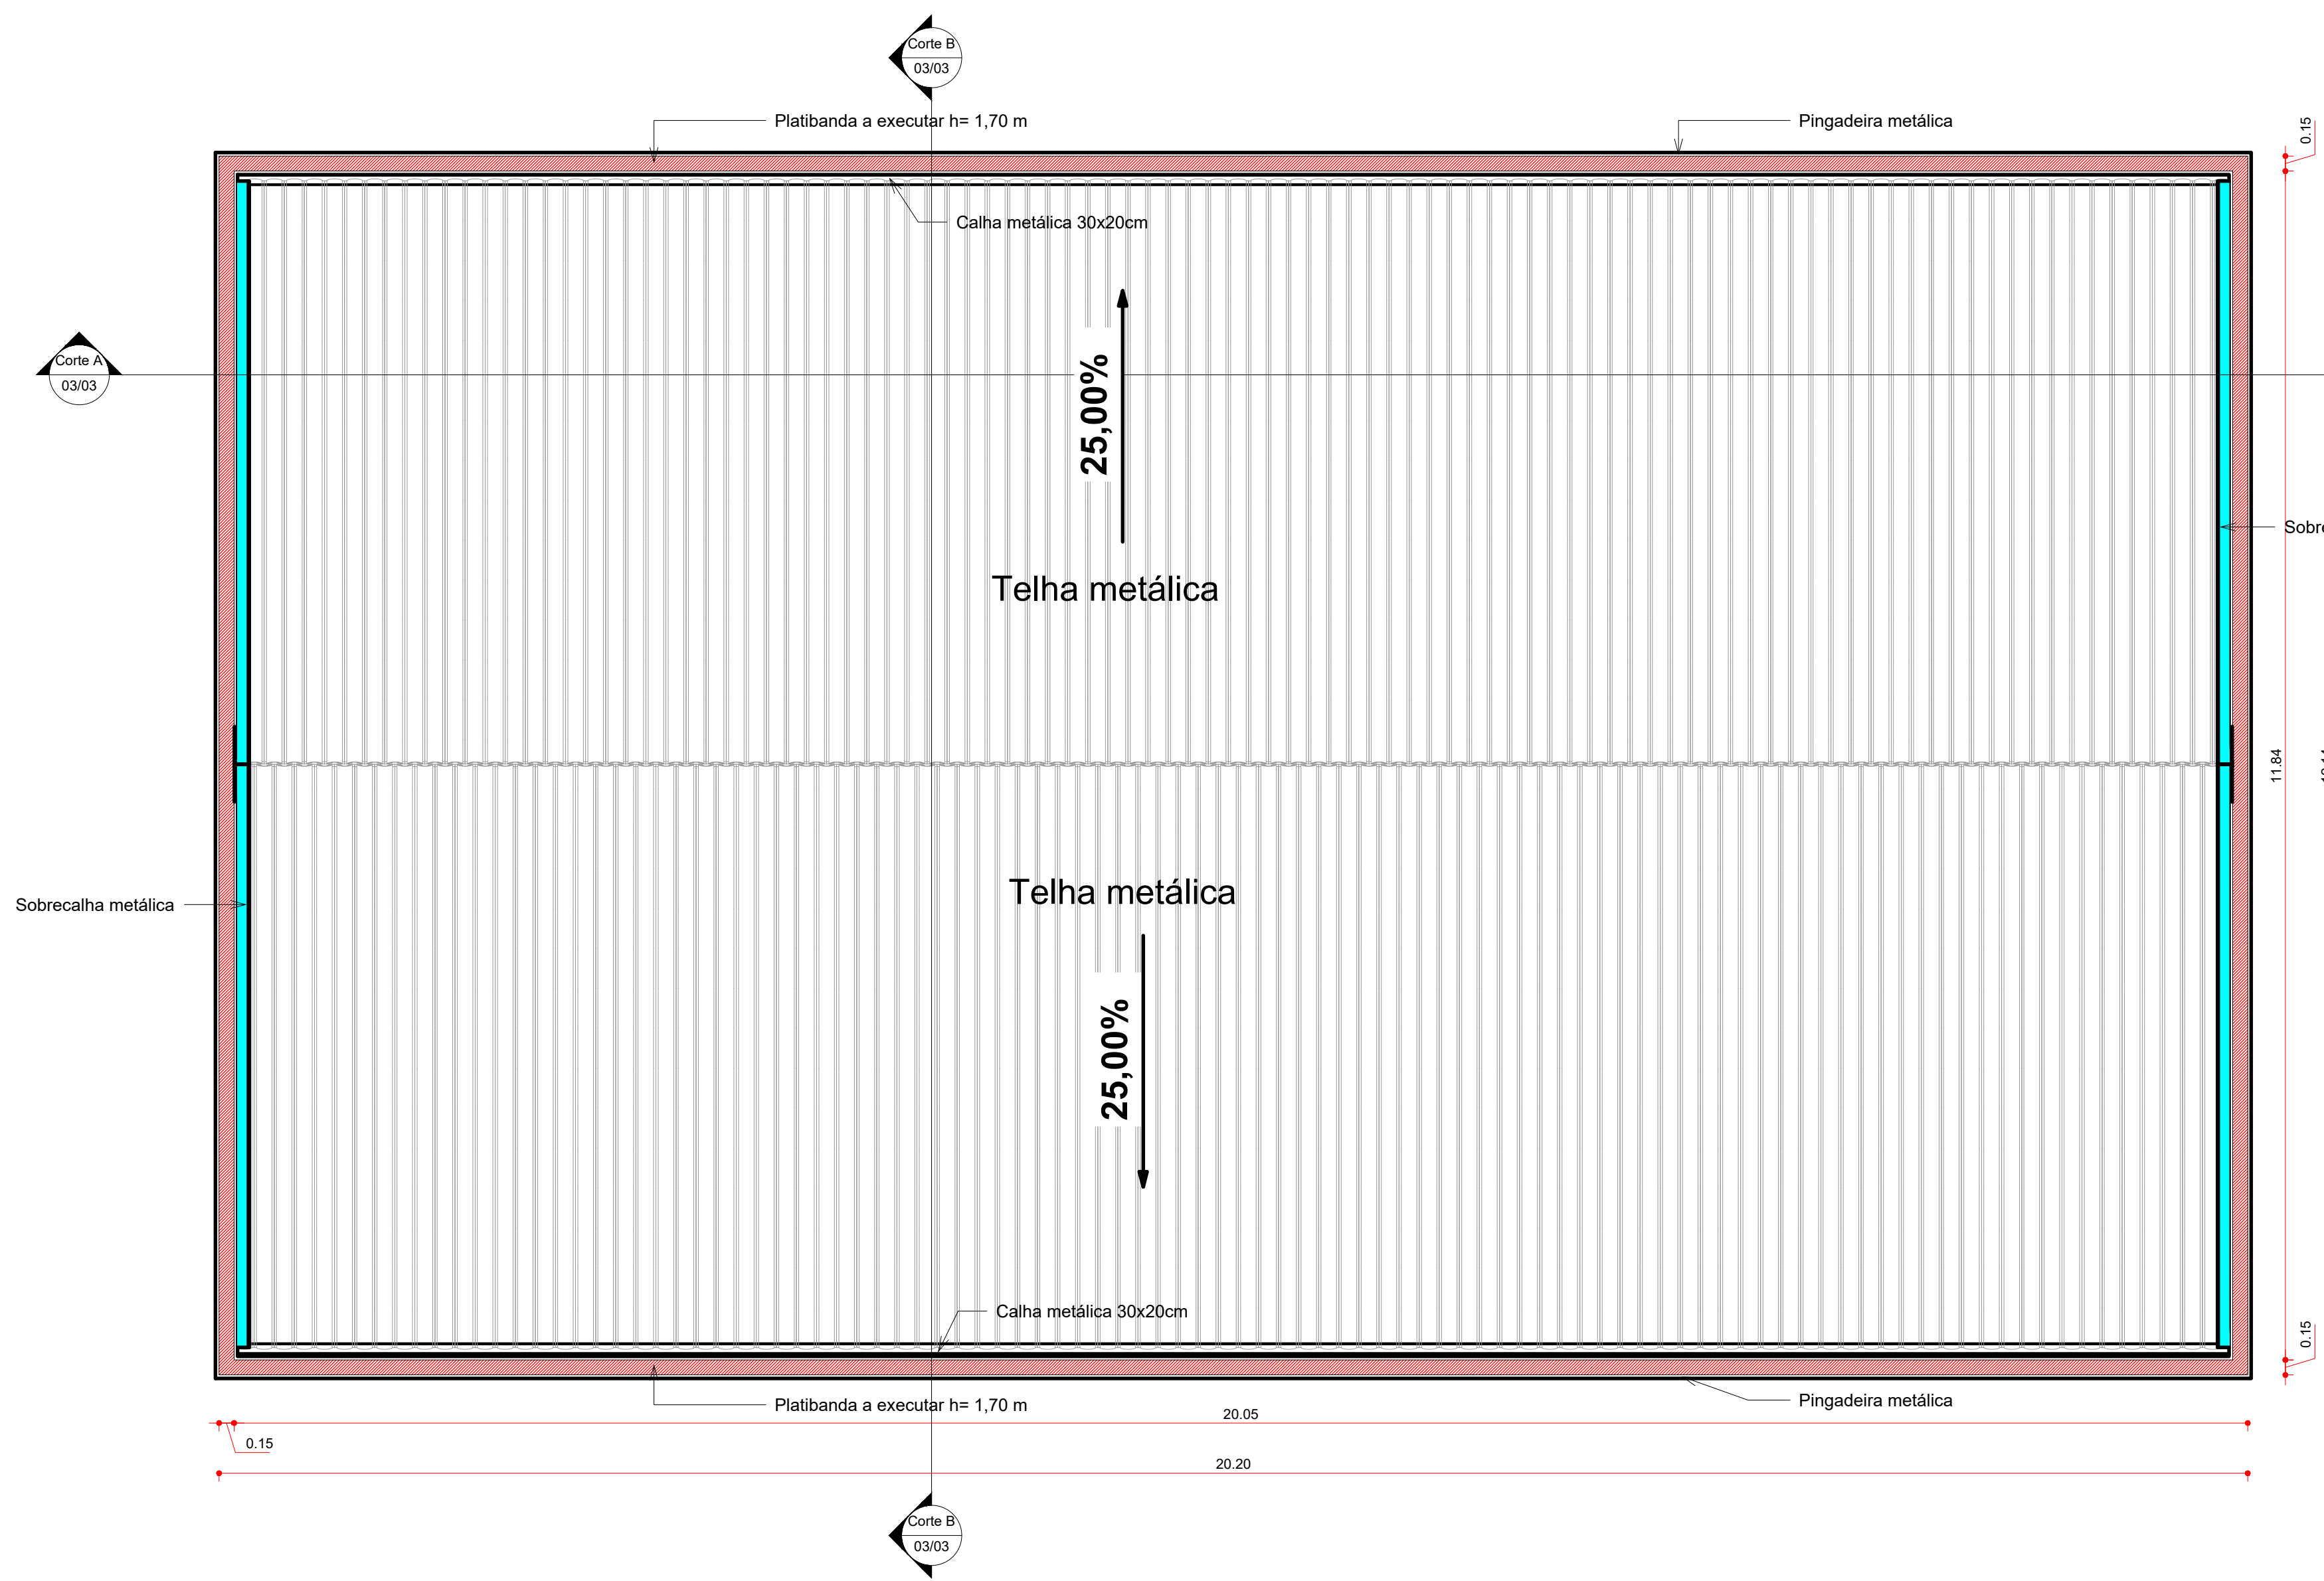 Corte B
03/03
Platibanda a executar h= 1,70 m
Pingadeira metálica
0.15
Calha metálica 30x20cm
Corte A
03/03
25,00%
Telha metálica
11.84
Telha metálica
Sobrecalha metálica
25,00%
Calha metálica 30x20cm
0.15
Platibanda a executar h= 1,70 m
Pingadeira metálica
20.05
0.15
20.20
Corte B
03/03